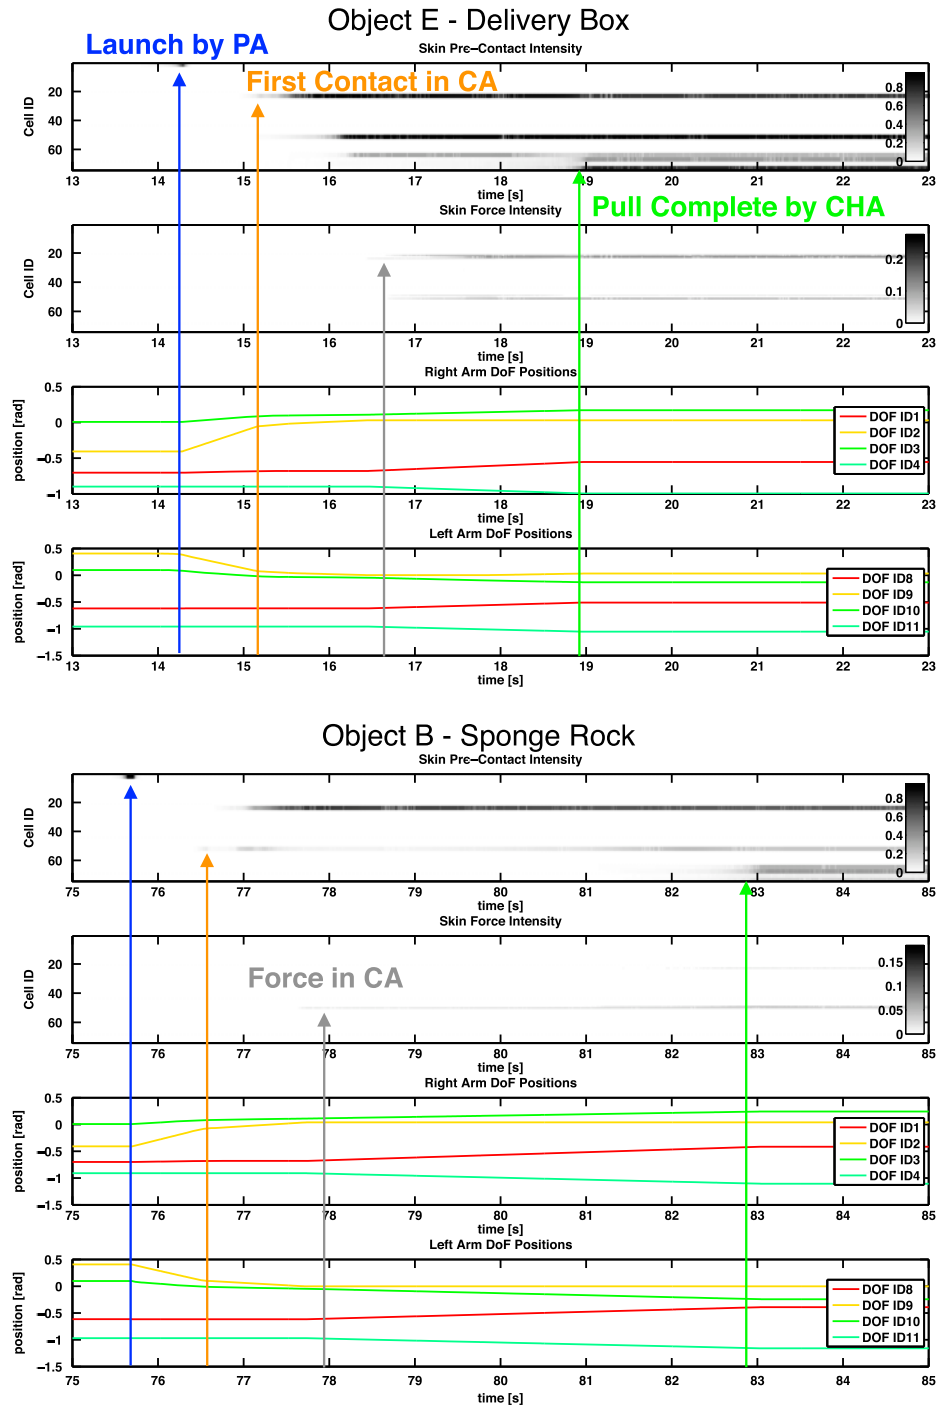 Object E - Delivery Box
Skin Pre-Contact Intensity
Launch by PA
First Contact in CA
Cell ID
20
40
60
0.8
0.6
0.4
0.2
0
13 14 15 16 17 18 19 20 21 22 23
time [s]
Pull Complete by CHA
Skin Force Intensity
Cell ID
20
40
60
0.2
0.1
0
13 14 15 16 17 18 19 20 21 22 23
time [s]
Right Arm DoF Positions
position [rad]
0.5
0
-0.5
-1
DOF ID1
DOF ID2
DOF ID3
DOF ID4
13 14 15 16 17 18 19 20 21 22 23
time [s]
Left Arm DoF Positions
position [rad]
0.5
0
-0.5
-1
-1.5
DOF ID8
DOF ID9
DOF ID10
DOF ID11
13 14 15 16 17 18 19 20 21 22 23
time [s]
Object B - Sponge Rock
Skin Pre-Contact Intensity
Cell ID
20
40
60
0.8
0.6
0.4
0.2
0
75 76 77 78 79 80 81 82 83 84 85
time [s]
Skin Force Intensity
Cell ID
20
40
60
Force in CA
0.15
0.1
0.05
0
75 76 77 78 79 80 81 82 83 84 85
time [s]
Right Arm DoF Positions
position [rad]
0.5
0
-0.5
-1
-1.5
DOF ID1
DOF ID2
DOF ID3
DOF ID4
75 76 77 78 79 80 81 82 83 84 85
time [s]
Left Arm DoF Positions
position [rad]
0.5
0
-0.5
-1
-1.5
DOF ID8
DOF ID9
DOF ID10
DOF ID11
75 76 77 78 79 80 81 82 83 84 85
time [s]